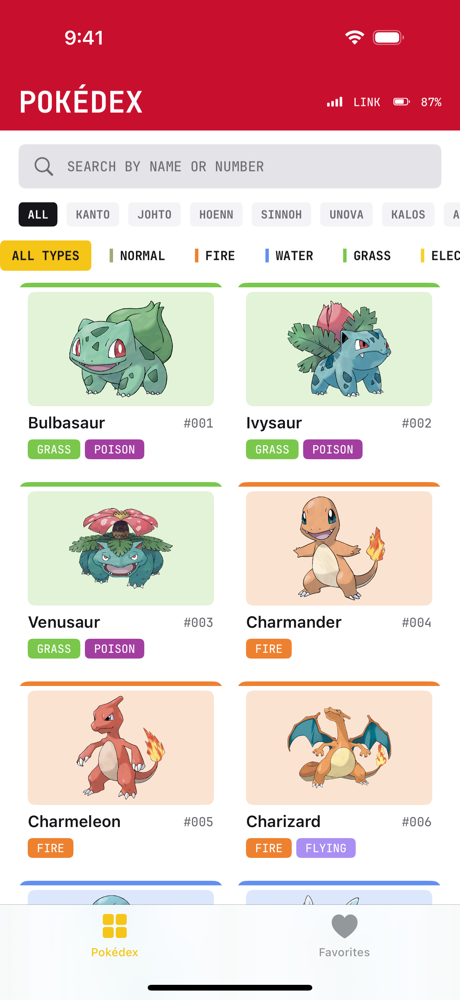 9:41
POKÉDEX LINK 87%
SEARCH BY NAME OR NUMBER
ALL KANTO JOHTO HOENN SINNOH UNOVA KALOS A
ALL TYPES NORMAL FIRE WATER GRASS ELEC
Bulbasaur #001
GRASS POISON
Ivysaur #002
GRASS POISON
Venusaur #003
GRASS POISON
Charmander #004
FIRE
Charmeleon #005
FIRE
Charizard #006
FIRE FLYING
Pokédex Favorites